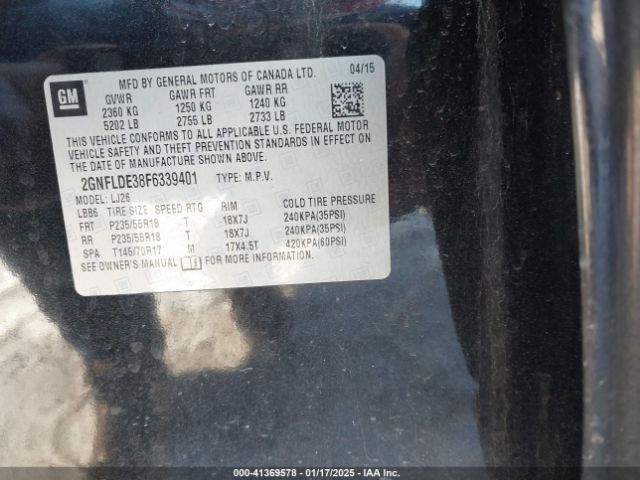 GM
MFD BY GENERAL MOTORS OF CANADA LTD. 04/15
GVWR GAWR FRT GAWR RR
2360 KG 1250 KG 1240 KG
5202 LB 2755 LB 2733 LB
THIS VEHICLE CONFORMS TO ALL APPLICABLE U.S. FEDERAL MOTOR
VEHICLE SAFETY AND THEFT PREVENTION STANDARDS IN EFFECT ON
THE DATE OF MANUFACTURE SHOWN ABOVE.
2GNFLDE38F6339401 TYPE: M.P.V.
MODEL: LJ26
LB86 TIRE SIZE SPEED RTG RIM COLD TIRE PRESSURE
FRT P235/55R18 T 18X7J 240KPA(35PSI)
RR P235/55R18 T 18X7J 240KPA(35PSI)
SPA T145/70R17 M 17X4.5T 420KPA(60PSI)
SEE OWNER'S MANUAL FOR MORE INFORMATION.
000-41369578 - 01/17/2025 - IAA Inc.